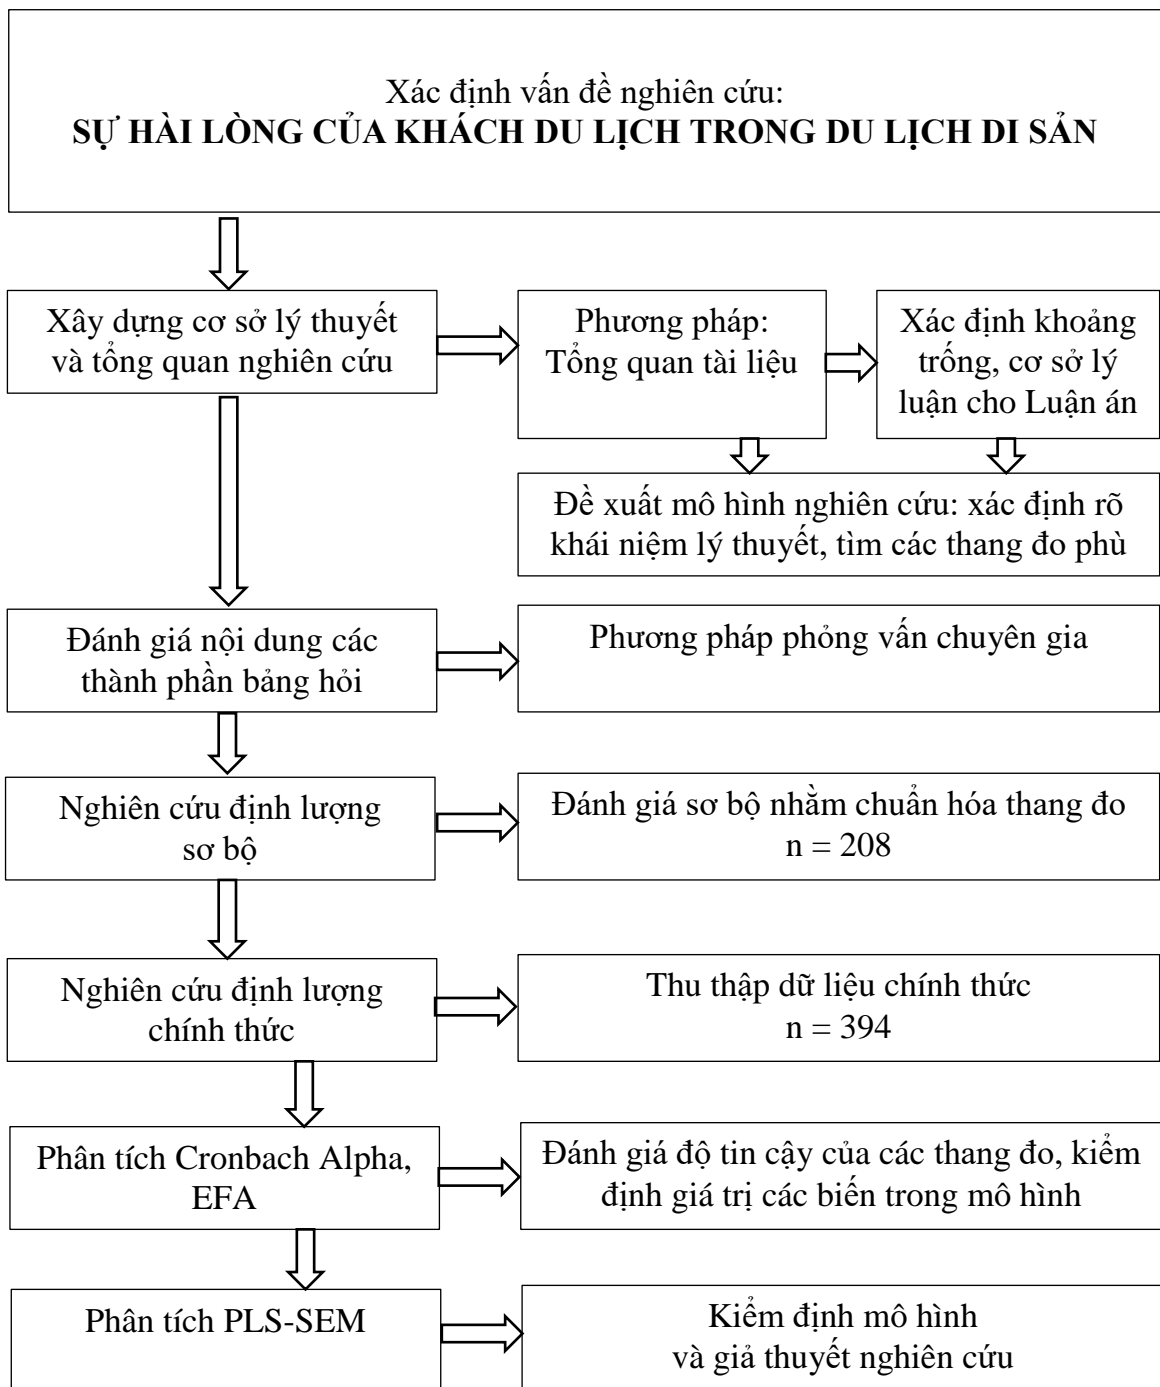 Xác định vấn đề nghiên cứu:
SỰ HÀI LÒNG CỦA KHÁCH DU LỊCH TRONG DU LỊCH DI SẢN
Xây dựng cơ sở lý thuyết
và tổng quan nghiên cứu
Phương pháp:
Tổng quan tài liệu
Xác định khoảng
trống, cơ sở lý
luận cho Luận án
Đề xuất mô hình nghiên cứu: xác định rõ
khái niệm lý thuyết, tìm các thang đo phù
Đánh giá nội dung các
thành phần bảng hỏi
Phương pháp phỏng vấn chuyên gia
Nghiên cứu định lượng
sơ bộ
Đánh giá sơ bộ nhằm chuẩn hóa thang đo
n = 208
Nghiên cứu định lượng
chính thức
Thu thập dữ liệu chính thức
n = 394
Phân tích Cronbach Alpha,
EFA
Đánh giá độ tin cậy của các thang đo, kiểm
định giá trị các biến trong mô hình
Phân tích PLS-SEM
Kiểm định mô hình
và giả thuyết nghiên cứu